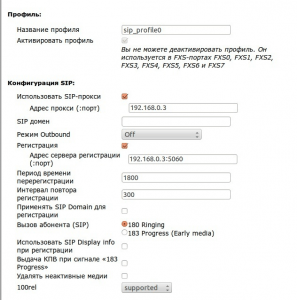 Профиль:
Название профиля sip_profile0
Активировать профиль
Вы не можете деактивировать профиль. Он
используется в FXS-портах FXS0, FXS1, FXS2,
FXS3, FXS4, FXS5, FXS6 и FXS7
Конфигурация SIP:
Использовать SIP-прокси
Адрес прокси (:порт) 192.168.0.3
SIP домен
Режим Outbound Off
Регистрация
Адрес сервера регистрации
(:порт) 192.168.0.3:5060
Период времени
перерегистрации 1800
Интервал повтора
регистрации 300
Применять SIP Domain для
регистрации
Вызов абонента (SIP) 180 Ringing
183 Progress (Early media)
Использовать SIP Display info
при регистрации
Выдача КПВ при сигнале «183
Progress»
Удалять неактивные медии
100rel supported